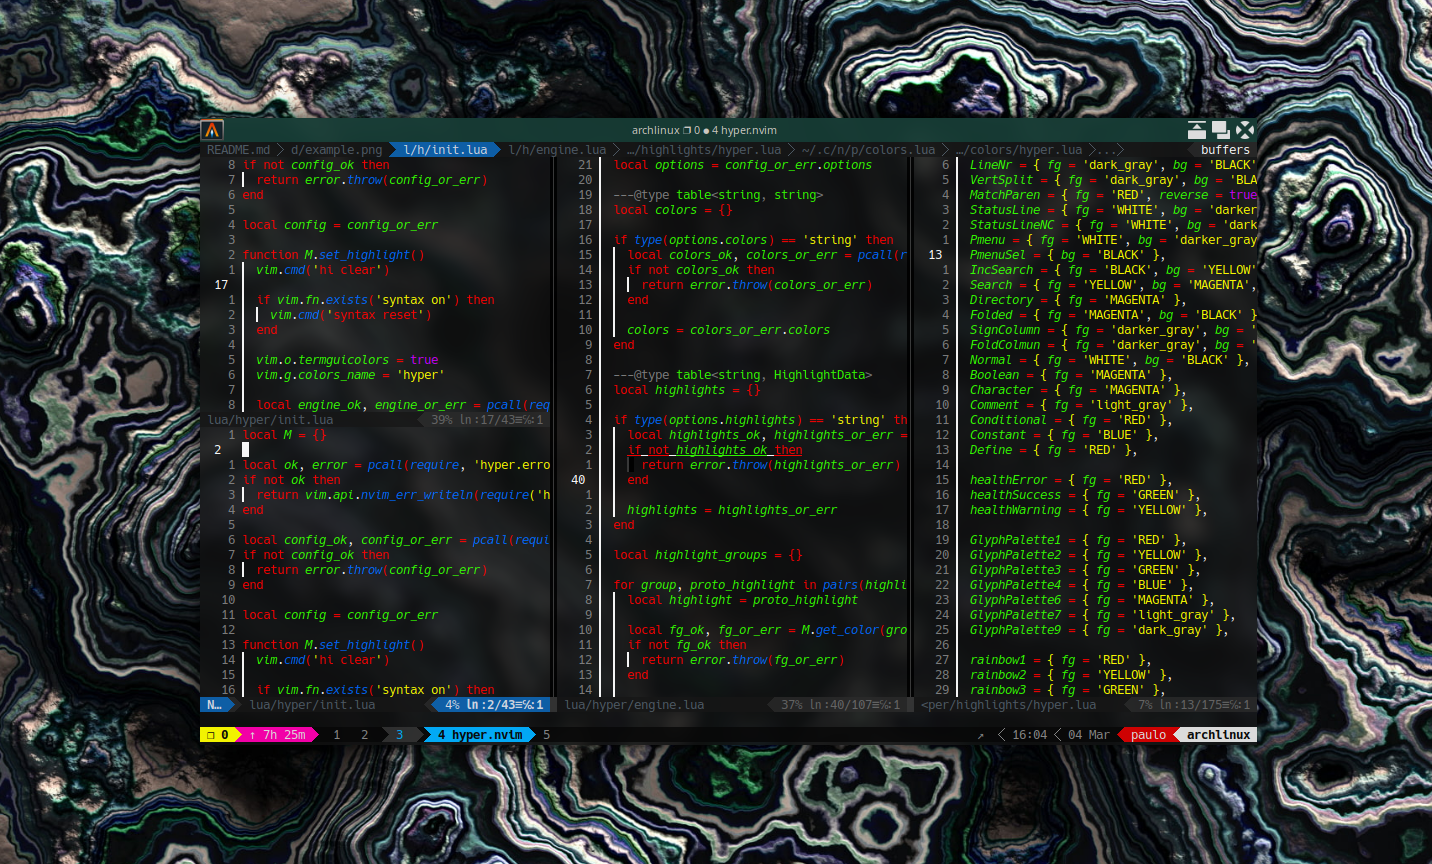 archlinux ❐ 0 ● 4 hyper.nvim
README.md d/example.png l/h/init.lua l/h/engine.lua …/highlights/hyper.lua ~/.c/n/p/colors.lua …/colors/hyper.lua ... buffers
8 if not config_ok then
7 return error.throw(config_or_err)
6 end
5
4 local config = config_or_err
3
2 function M.set_highlight()
1 vim.cmd('hi clear')
17
1 if vim.fn.exists('syntax on') then
2 vim.cmd('syntax reset')
3 end
4
5 vim.o.termguicolors = true
6 vim.g.colors_name = 'hyper'
7
8 local engine_ok, engine_or_err = pcall(req
lua/hyper/init.lua 39% ln:17/43≡℅:1
1 local M = {}
2
1 local ok, error = pcall(require, 'hyper.erro
2 if not ok then
3 return vim.api.nvim_err_writeln(require('h
4 end
5
6 local config_ok, config_or_err = pcall(requi
7 if not config_ok then
8 return error.throw(config_or_err)
9 end
10
11 local config = config_or_err
12
13 function M.set_highlight()
14 vim.cmd('hi clear')
15
16 if vim.fn.exists('syntax on') then
N… lua/hyper/init.lua 4% ln:2/43≡℅:1
21 local options = config_or_err.options
20
19 ---@type table<string, string>
18 local colors = {}
17
16 if type(options.colors) == 'string' then
15 local colors_ok, colors_or_err = pcall(r
14 if not colors_ok then
13 return error.throw(colors_or_err)
12 end
11
10 colors = colors_or_err.colors
9 end
8
7 ---@type table<string, HighlightData>
6 local highlights = {}
5
4 if type(options.highlights) == 'string' th
3 local highlights_ok, highlights_or_err =
2 if not highlights_ok then
1 return error.throw(highlights_or_err)
40 end
1
2 highlights = highlights_or_err
3 end
4
5 local highlight_groups = {}
6
7 for group, proto_highlight in pairs(highli
8 local highlight = proto_highlight
9
10 local fg_ok, fg_or_err = M.get_color(gro
11 if not fg_ok then
12 return error.throw(fg_or_err)
13 end
14
lua/hyper/engine.lua 37% ln:40/107≡℅:1
6 LineNr = { fg = 'dark_gray', bg = 'BLACK'
5 VertSplit = { fg = 'dark_gray', bg = 'BLA
4 MatchParen = { fg = 'RED', reverse = true
3 StatusLine = { fg = 'WHITE', bg = 'darker
2 StatusLineNC = { fg = 'WHITE', bg = 'dark
1 Pmenu = { fg = 'WHITE', bg = 'darker_gray
13 PmenuSel = { bg = 'BLACK' },
1 IncSearch = { fg = 'BLACK', bg = 'YELLOW'
2 Search = { fg = 'YELLOW', bg = 'MAGENTA',
3 Directory = { fg = 'MAGENTA' },
4 Folded = { fg = 'MAGENTA', bg = 'BLACK' }
5 SignColumn = { fg = 'darker_gray', bg = '
6 FoldColmun = { fg = 'darker_gray', bg = '
7 Normal = { fg = 'WHITE', bg = 'BLACK' },
8 Boolean = { fg = 'MAGENTA' },
9 Character = { fg = 'MAGENTA' },
10 Comment = { fg = 'light_gray' },
11 Conditional = { fg = 'RED' },
12 Constant = { fg = 'BLUE' },
13 Define = { fg = 'RED' },
14
15 healthError = { fg = 'RED' },
16 healthSuccess = { fg = 'GREEN' },
17 healthWarning = { fg = 'YELLOW' },
18
19 GlyphPalette1 = { fg = 'RED' },
20 GlyphPalette2 = { fg = 'YELLOW' },
21 GlyphPalette3 = { fg = 'GREEN' },
22 GlyphPalette4 = { fg = 'BLUE' },
23 GlyphPalette6 = { fg = 'MAGENTA' },
24 GlyphPalette7 = { fg = 'light_gray' },
25 GlyphPalette9 = { fg = 'dark_gray' },
26
27 rainbow1 = { fg = 'RED' },
28 rainbow2 = { fg = 'YELLOW' },
29 rainbow3 = { fg = 'GREEN' },
<per/highlights/hyper.lua 7% ln:13/175≡℅:1
❐ 0 ↑ 7h 25m 1 2 3 4 hyper.nvim 5 ↗ 16:04 04 Mar paulo archlinux